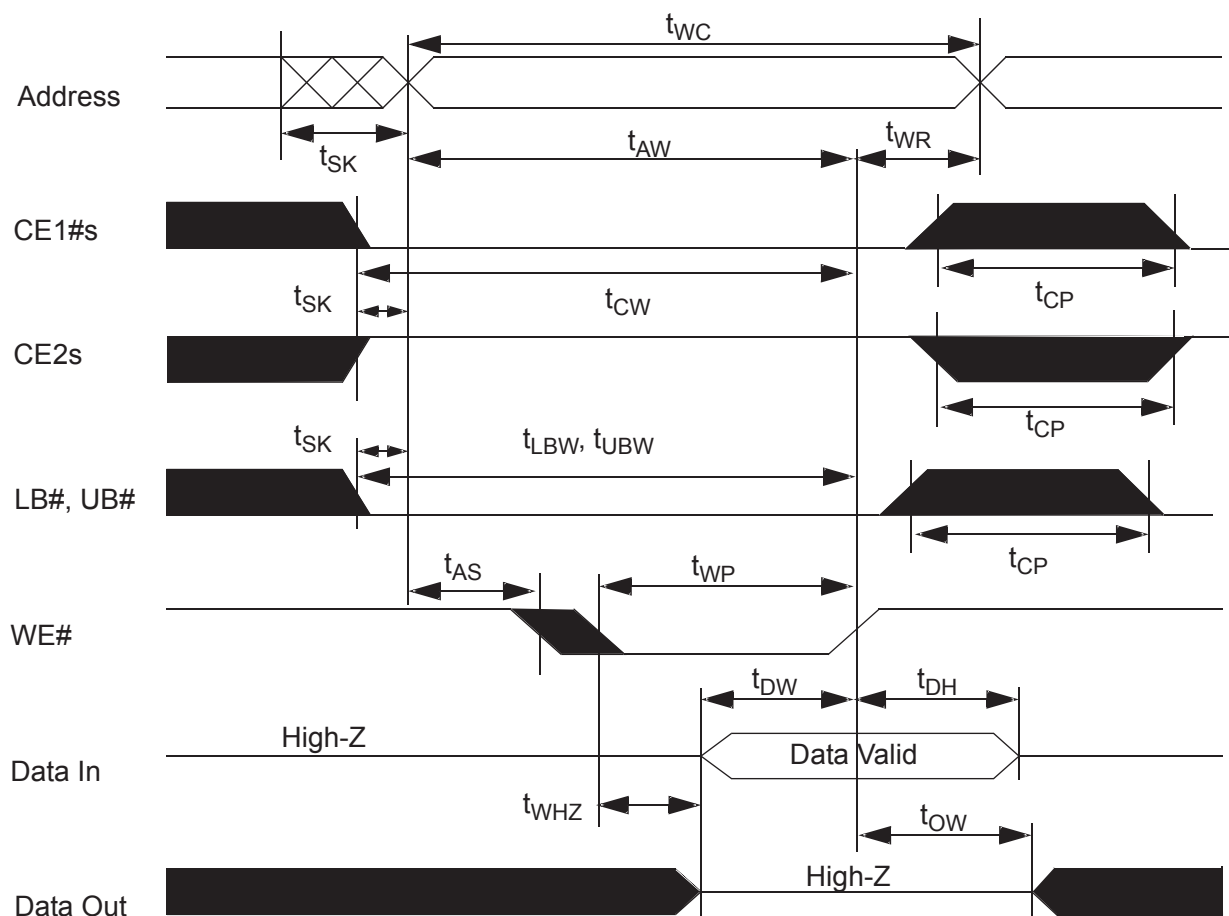 tWC
Address
tSK
tAW
tWR
CE1#s
tSK
tCW
tCP
CE2s
tSK
tLBW, tUBW
tCP
LB#, UB#
tAS
tWP
tCP
WE#
tDW
tDH
High-Z
Data Valid
Data In
tWHZ
tOW
High-Z
Data Out